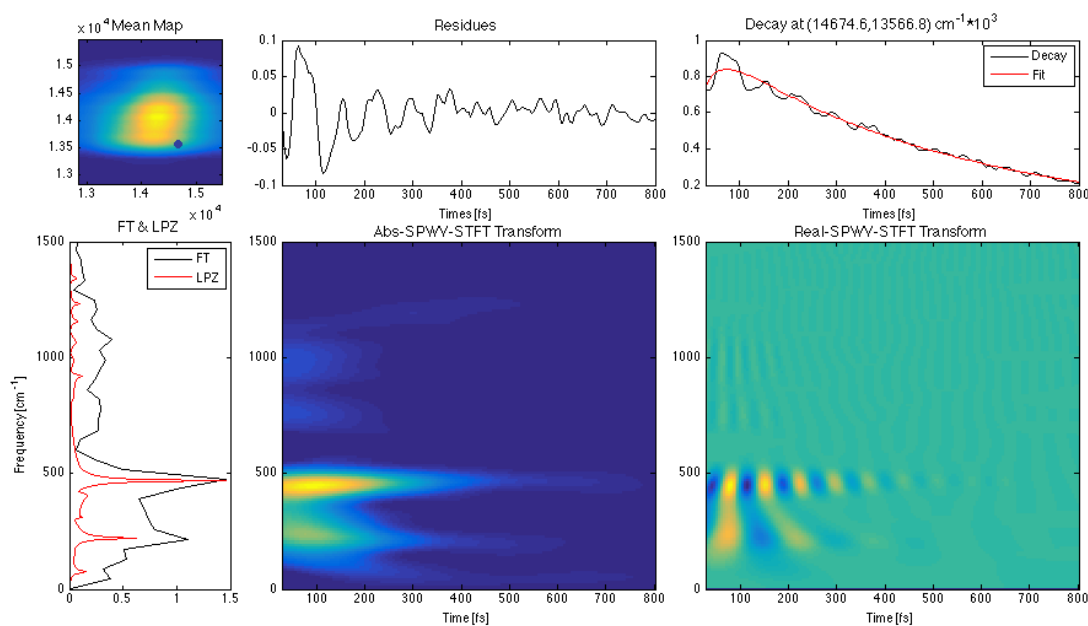 × 10⁴ Mean Map
1.5
1.45
1.4
1.35
1.3
1.3 1.4 1.5
× 10⁴
Residues
0.1
0.05
0
-0.05
-0.1
100 200 300 400 500 600 700 800
Times [fs]
Decay at (14674.6,13566.8) cm⁻¹*10³
1
0.8
0.6
0.4
0.2
Decay
Fit
100 200 300 400 500 600 700 800
Times [fs]
FT & LPZ
1500
1000
500
0
Frequency [cm⁻¹]
FT
LPZ
0 0.5 1 1.5
Abs-SPWV-STFT Transform
1500
1000
500
0
100 200 300 400 500 600 700 800
Time [fs]
Real-SPWV-STFT Transform
1500
1000
500
0
100 200 300 400 500 600 700 800
Time [fs]